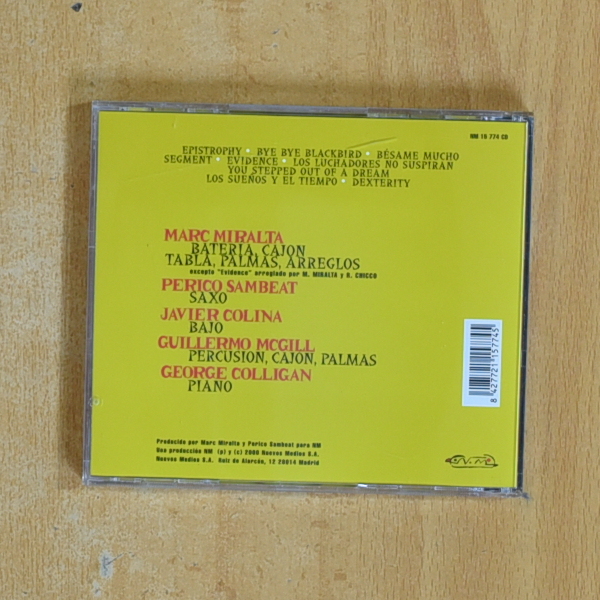 NM 15 774 CD
EPISTROPHY • BYE BYE BLACKBIRD • BÉSAME MUCHO
SEGMENT • EVIDENCE • LOS LUCHADORES NO SUSPIRAN
YOU STEPPED OUT OF A DREAM
LOS SUEÑOS Y EL TIEMPO • DEXTERITY
MARC MIRALTA
BATERIA, CAJON
TABLA, PALMAS, ARREGLOS
excepto "Evidence" arreglado por M. MIRALTA y D. CHICCO
PERICO SAMBEAT
SAXO
JAVIER COLINA
BAJO
GUILLERMO MCGILL
PERCUSION, CAJON, PALMAS
GEORGE COLLIGAN
PIANO
8 427721 157745
Producido por Marc Miralta y Perico Sambeat para NM
Una producción NM (p) y (c) 2000 Nuevos Medios S.A.
Nuevos Medios S.A. Ruiz de Alarcón, 12 28014 Madrid